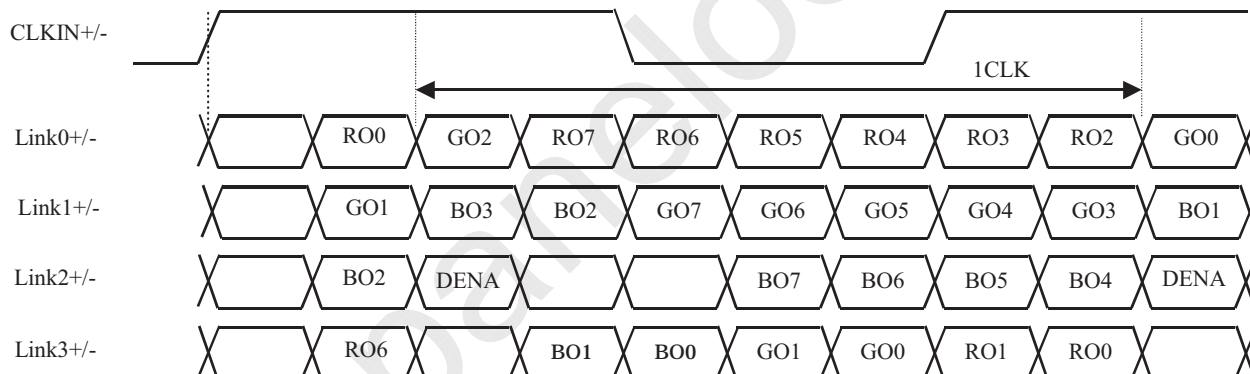 CLKIN+/-
1CLK
Link0+/- RO0 GO2 RO7 RO6 RO5 RO4 RO3 RO2 GO0
Link1+/- GO1 BO3 BO2 GO7 GO6 GO5 GO4 GO3 BO1
Link2+/- BO2 DENA BO7 BO6 BO5 BO4 DENA
Link3+/- RO6 BO1 BO0 GO1 GO0 RO1 RO0
panelo